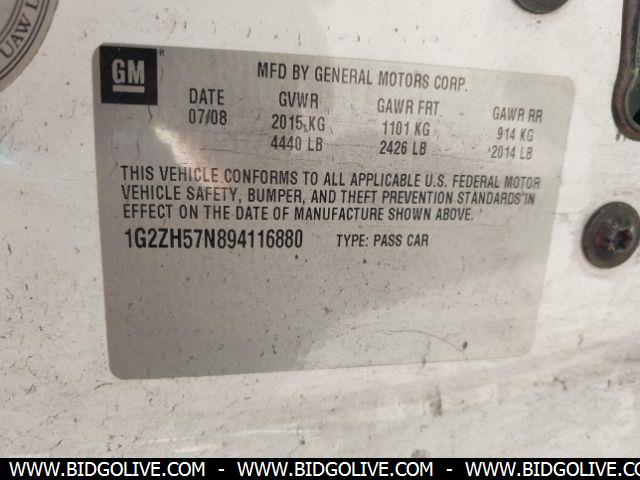 UAW L
GM
MFD BY GENERAL MOTORS CORP.
DATE GVWR GAWR FRT GAWR RR
07/08 2015 KG 1101 KG 914 KG
4440 LB 2426 LB 2014 LB
THIS VEHICLE CONFORMS TO ALL APPLICABLE U.S. FEDERAL MOTOR
VEHICLE SAFETY, BUMPER, AND THEFT PREVENTION STANDARDS IN
EFFECT ON THE DATE OF MANUFACTURE SHOWN ABOVE.
1G2ZH57N894116880 TYPE: PASS CAR
WWW.BIDGOLIVE.COM - WWW.BIDGOLIVE.COM - WWW.BIDGOLIVE.COM